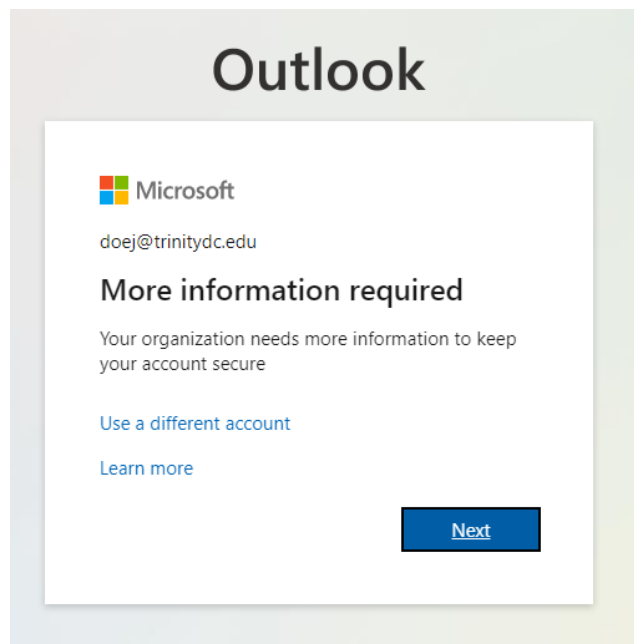 Outlook
Microsoft
doej@trinitydc.edu
More information required
Your organization needs more information to keep
your account secure
Use a different account
Learn more
Next